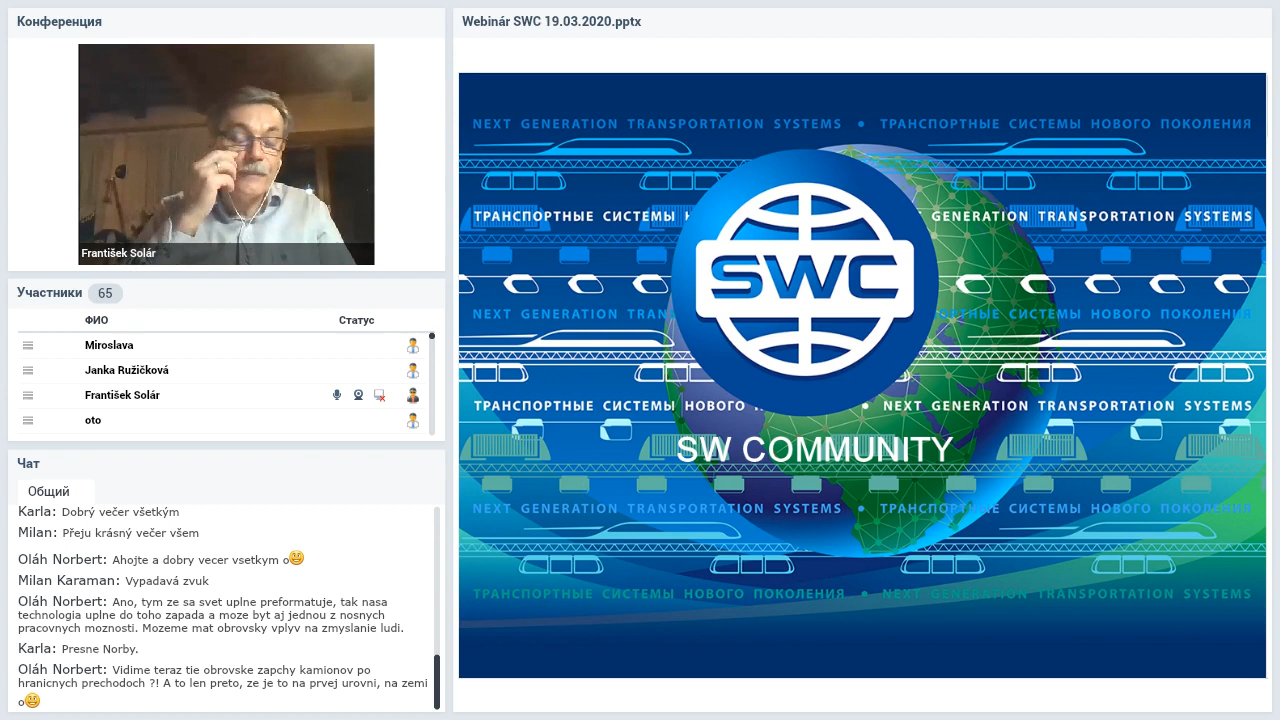 Конференция
František Solár
Участники 65
ФИО Статус
Miroslava
Janka Ružičková
František Solár
oto
Чат
Общий
Karla: Dobrý večer všetkým
Milan: Přeju krásný večer všem
Oláh Norbert: Ahojte a dobry vecer vsetkym o
Milan Karaman: Vypadavá zvuk
Oláh Norbert: Ano, tym ze sa svet uplne preformatuje, tak nasa
technologia uplne do toho zapada a moze byt aj jednou z nosnych
pracovnych moznosti. Mozeme mat obrovsky vplyv na zmyslanie ludi.
Karla: Presne Norby.
Oláh Norbert: Vidime teraz tie obrovske zapchy kamionov po
hranicnych prechodoch ?! A to len preto, ze je to na prvej urovni, na zemi
o
Webinár SWC 19.03.2020.pptx
NEXT GENERATION TRANSPORTATION SYSTEMS • ТРАНСПОРТНЫЕ СИСТЕМЫ НОВОГО ПОКОЛЕНИЯ
ТРАНСПОРТНЫЕ СИСТЕМЫ Н GENERATION TRANSPORTATION SYSTEMS
SWC
NEXT GENERATION TRAN ОРТНЫЕ СИСТЕМЫ НОВОГО ПОКОЛЕНИЯ
ТРАНСПОРТНЫЕ СИСТЕМЫ НОВОГО • NEXT GENERATION TRANSPORTATION SYSTEMS
SW COMMUNITY
NEXT GENERATION TRANSPORTATION SYSTEMS • ТРАНСПОРТНЫЕ СИСТЕМЫ НОВОГО ПОКОЛЕНИЯ
ТРАНСПОРТНЫЕ СИСТЕМЫ НОВОГО ПОКОЛЕНИЯ • NEXT GENERATION TRANSPORTATION SYSTEMS